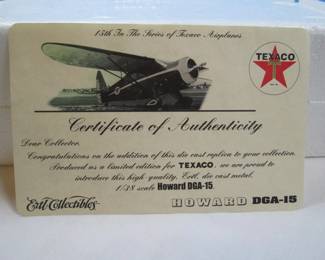 15th In The Series of Texaco Airplanes
TEXACO
Certificate of Authenticity
Dear Collector,
Congratulations on the addition of this die cast replica to your collection.
Produced as a limited edition for TEXACO, we are proud to
introduce this high-quality, Ertl, die cast metal,
1/38 scale Howard DGA-15.
Ertl Collectibles
HOWARD DGA-15